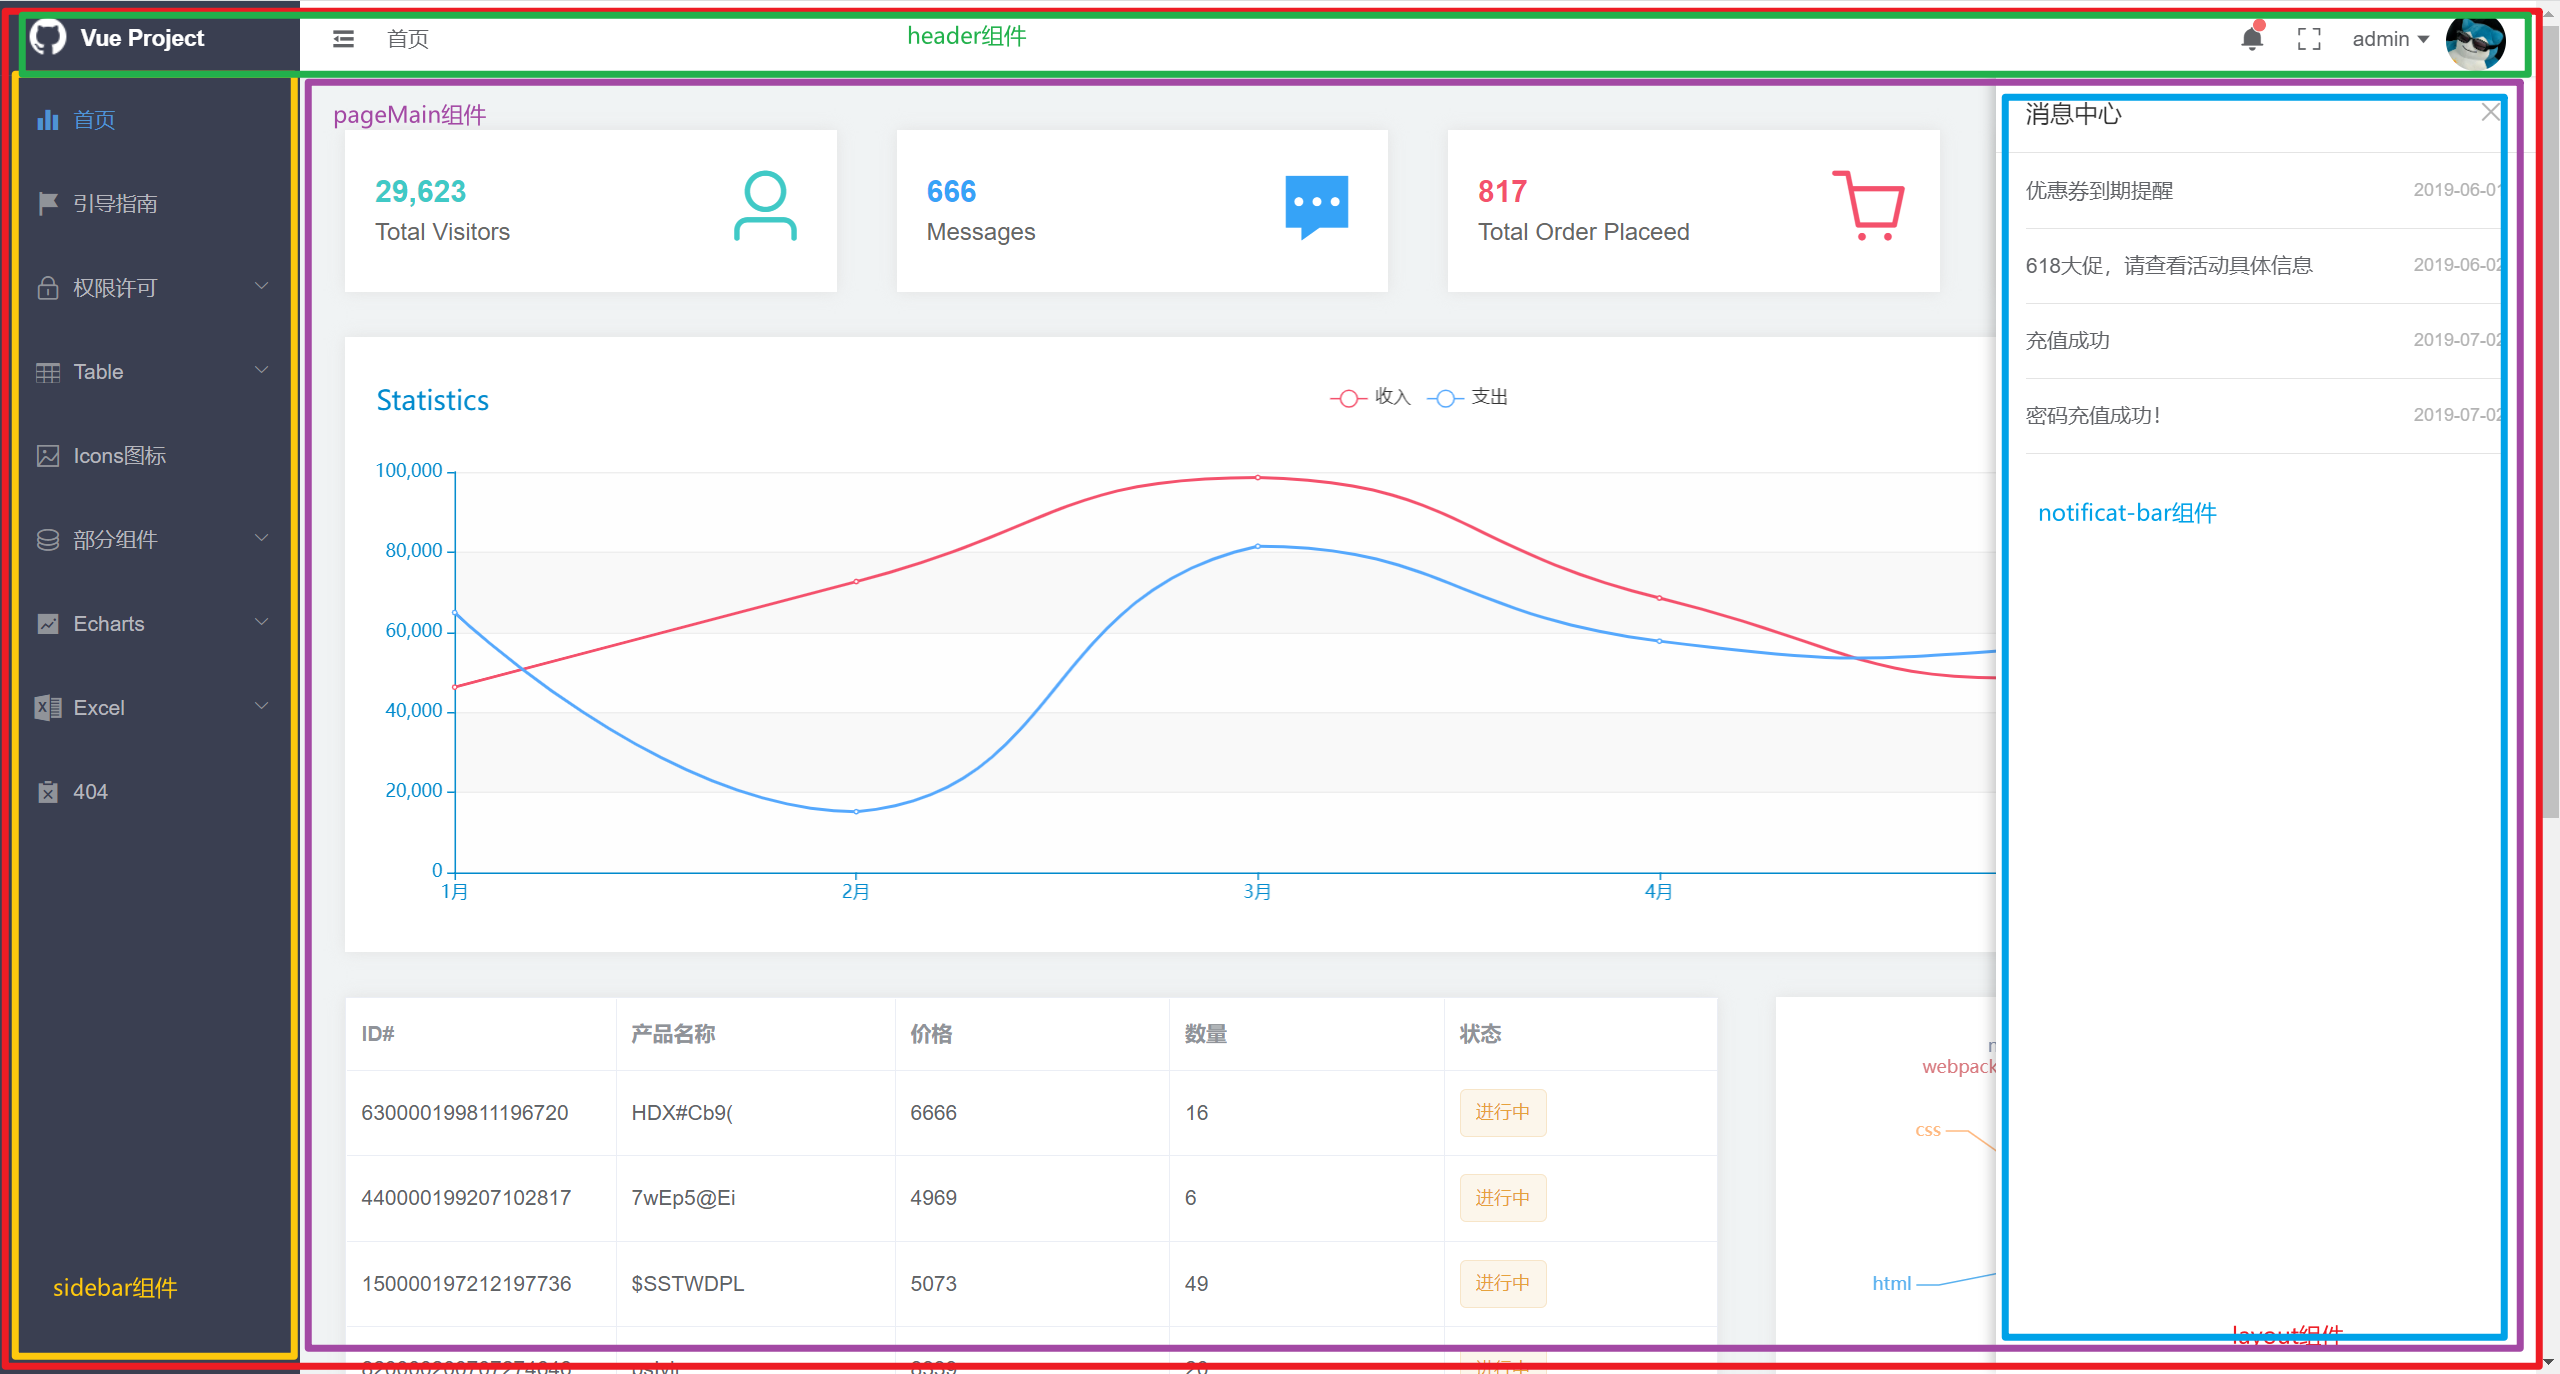 Vue Project
首页
header组件
admin
首页
引导指南
权限许可
Table
Icons图标
部分组件
Echarts
Excel
404
sidebar组件
pageMain组件
29,623
Total Visitors
666
Messages
817
Total Order Placeed
Statistics
收入
支出
100,000
80,000
60,000
40,000
20,000
0
1月
2月
3月
4月
ID# 产品名称 价格 数量 状态
630000199811196720 HDX#Cb9( 6666 16 进行中
440000199207102817 7wEp5@Ei 4969 6 进行中
150000197212197736 $SSTWDPL 5073 49 进行中
webpack
css
html
消息中心
优惠券到期提醒 2019-06-01
618大促，请查看活动具体信息 2019-06-02
充值成功 2019-07-02
密码充值成功！ 2019-07-02
notificat-bar组件
layout组件